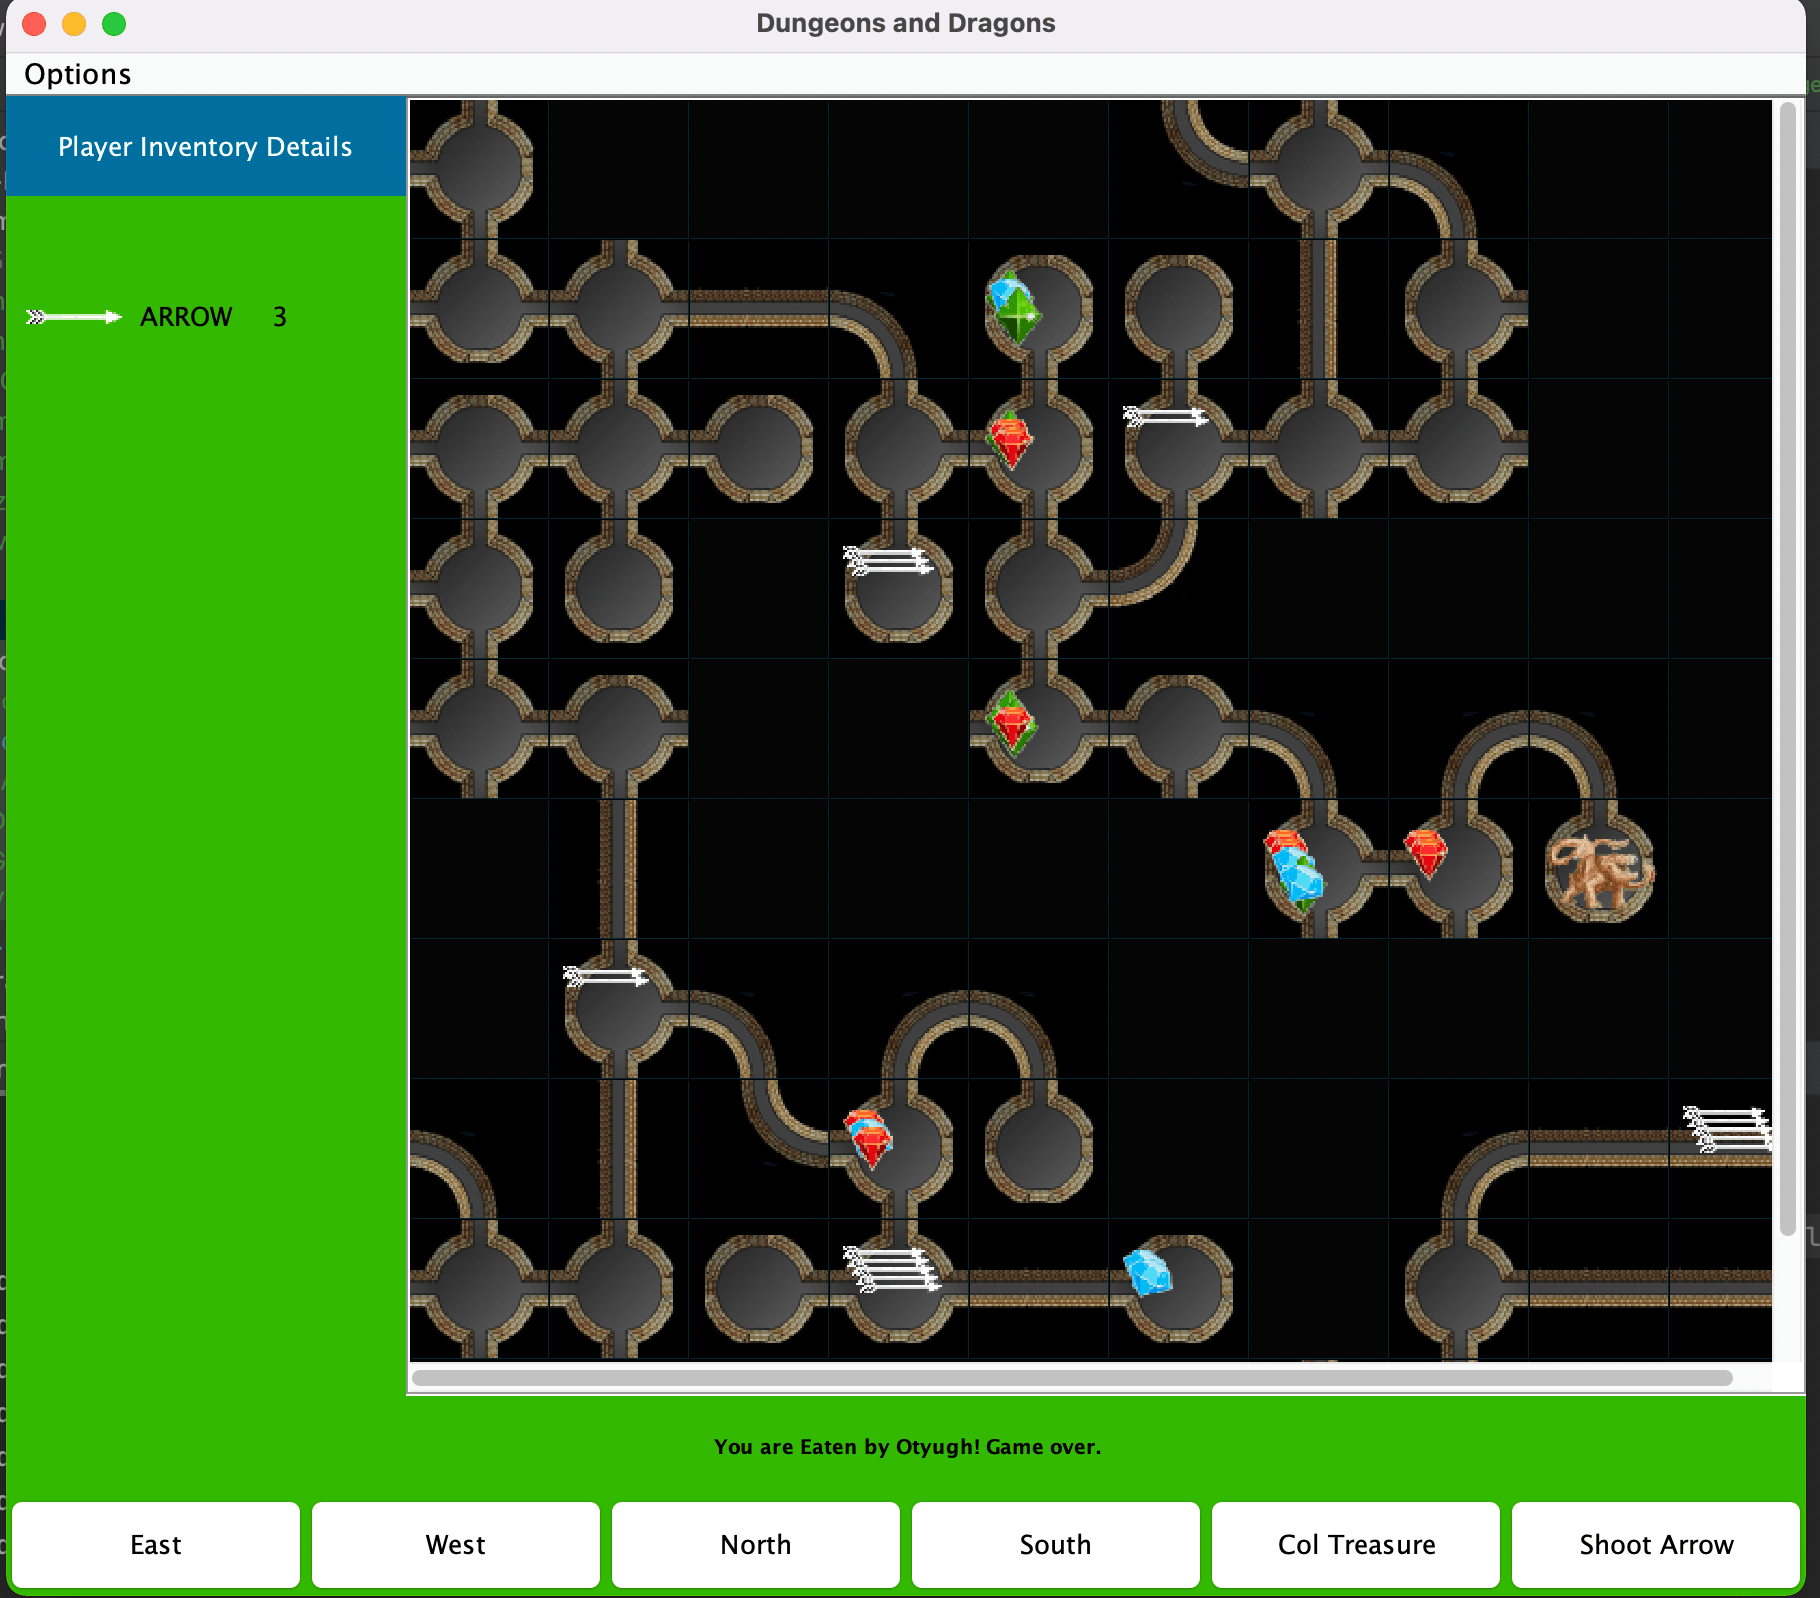 Dungeons and Dragons
Options
Player Inventory Details
ARROW 3
You are Eaten by Otyugh! Game over.
East
West
North
South
Col Treasure
Shoot Arrow